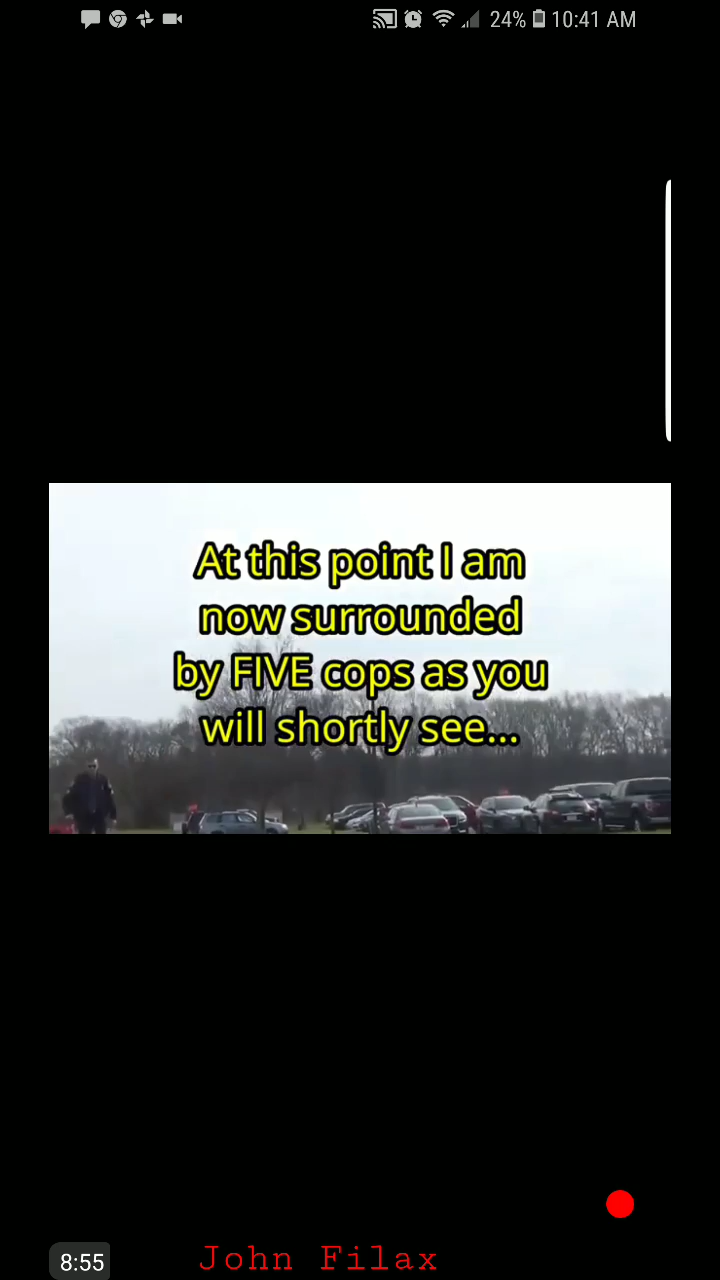 24% 10:41 AM
At this point I am
now surrounded
by FIVE cops as you
will shortly see...
8:55
John Filax